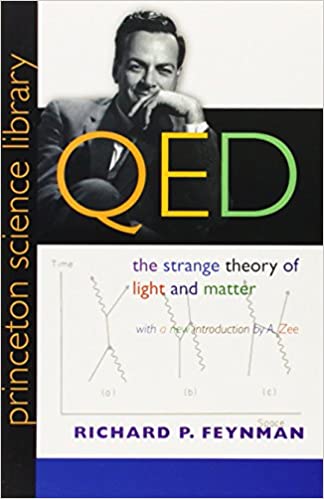 princeton science library
QED
the strange theory of
light and matter
with a new introduction by A. Zee
Time
(a)
(b)
(c)
Space
RICHARD P. FEYNMAN